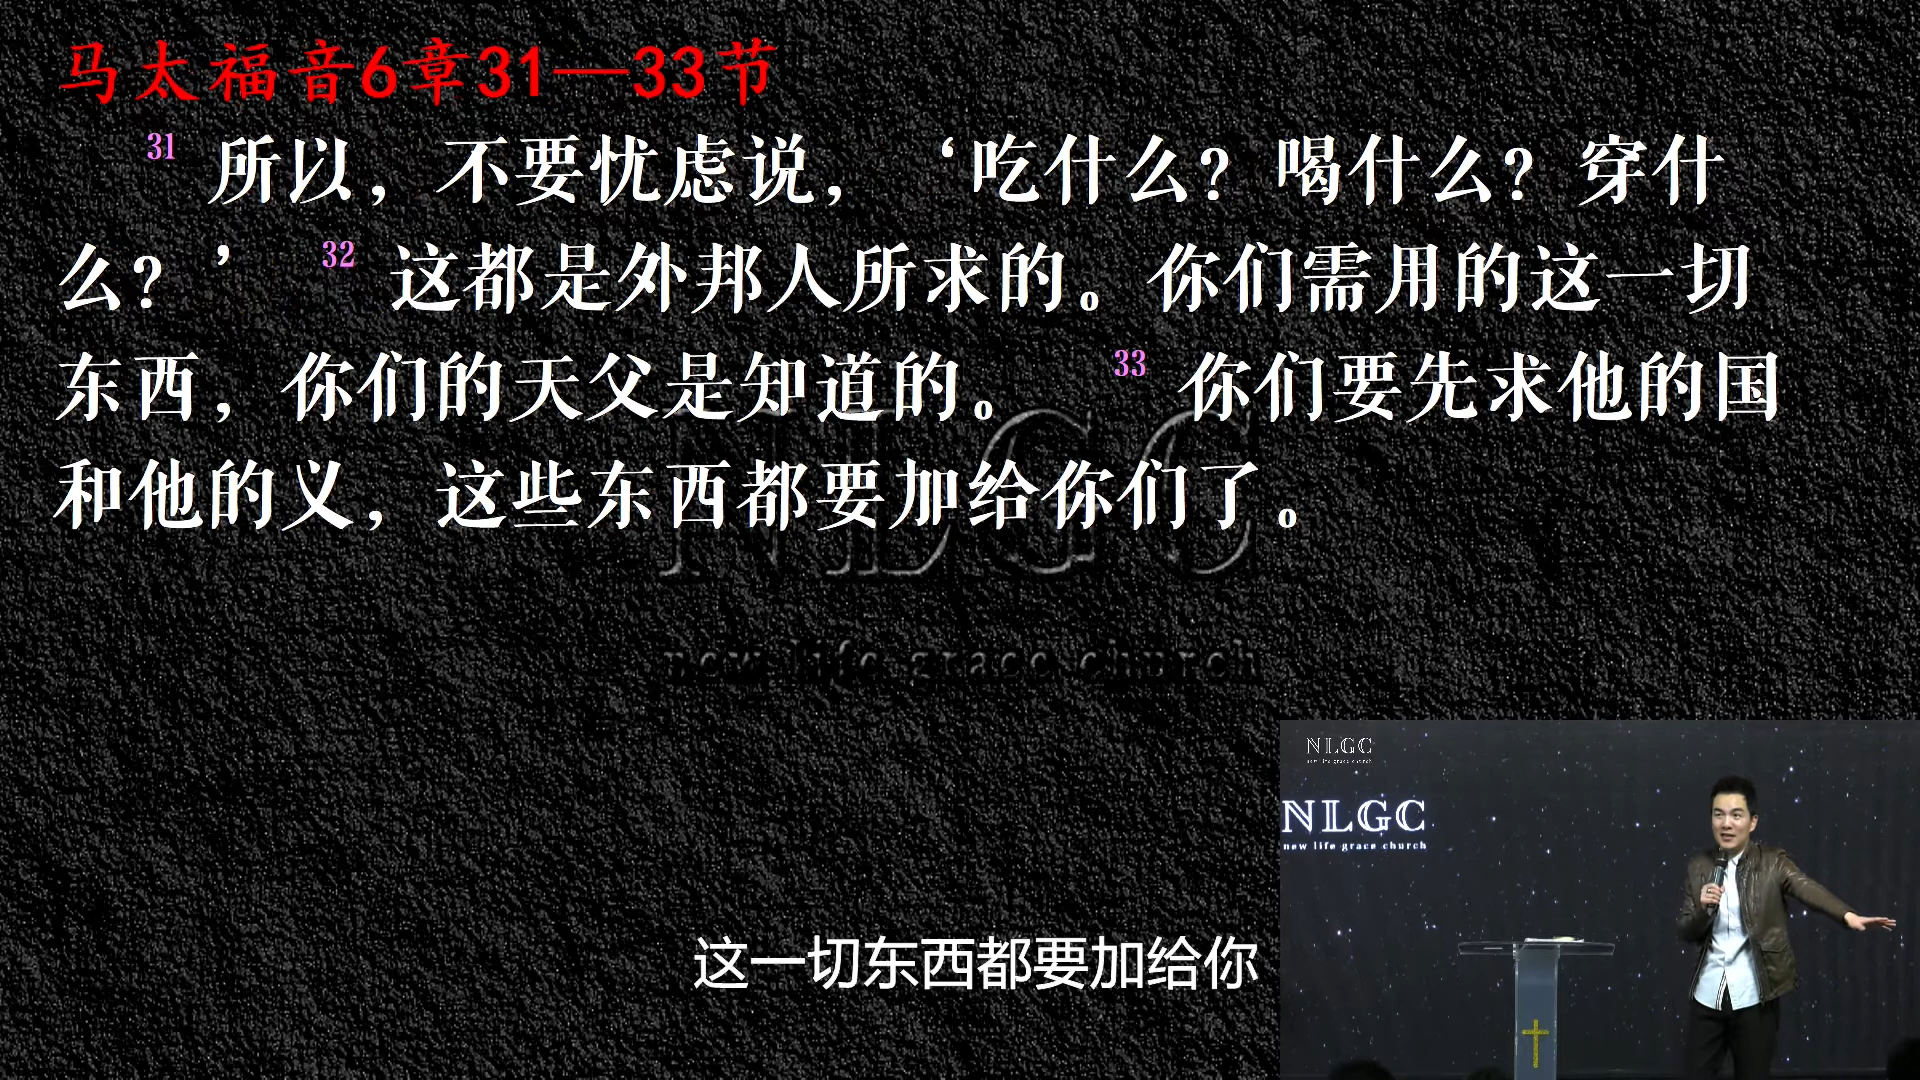 马太福音6章31—33节
31 所以，不要忧虑说，‘吃什么？喝什么？穿什
么？’ 32 这都是外邦人所求的。你们需用的这一切
东西，你们的天父是知道的。 33 你们要先求他的国
和他的义，这些东西都要加给你们了。
NLGC
new life grace church
这一切东西都要加给你
NLGC
new life grace church
NLGC
new life grace church